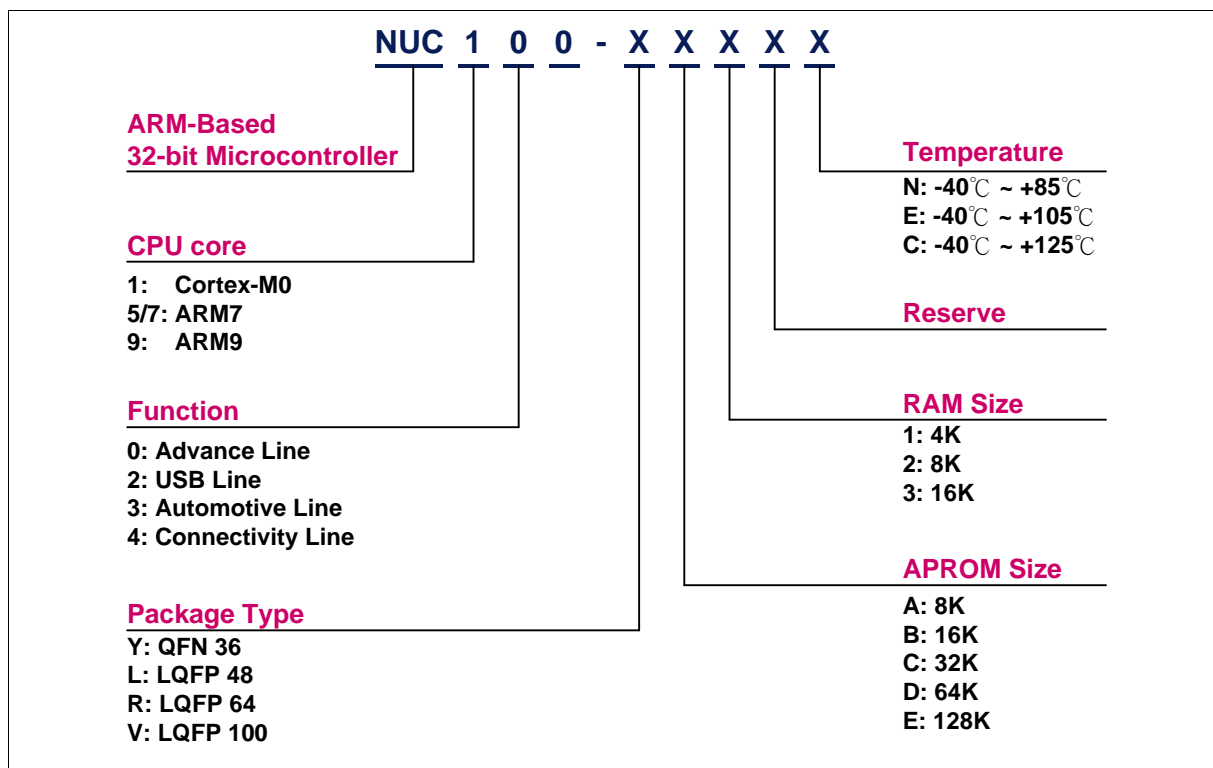 NUC 1 0 0 - X X X X X
ARM-Based
32-bit Microcontroller
CPU core
1: Cortex-M0
5/7: ARM7
9: ARM9
Function
0: Advance Line
2: USB Line
3: Automotive Line
4: Connectivity Line
Package Type
Y: QFN 36
L: LQFP 48
R: LQFP 64
V: LQFP 100
Temperature
N: -40℃ ~ +85℃
E: -40℃ ~ +105℃
C: -40℃ ~ +125℃
Reserve
RAM Size
1: 4K
2: 8K
3: 16K
APROM Size
A: 8K
B: 16K
C: 32K
D: 64K
E: 128K